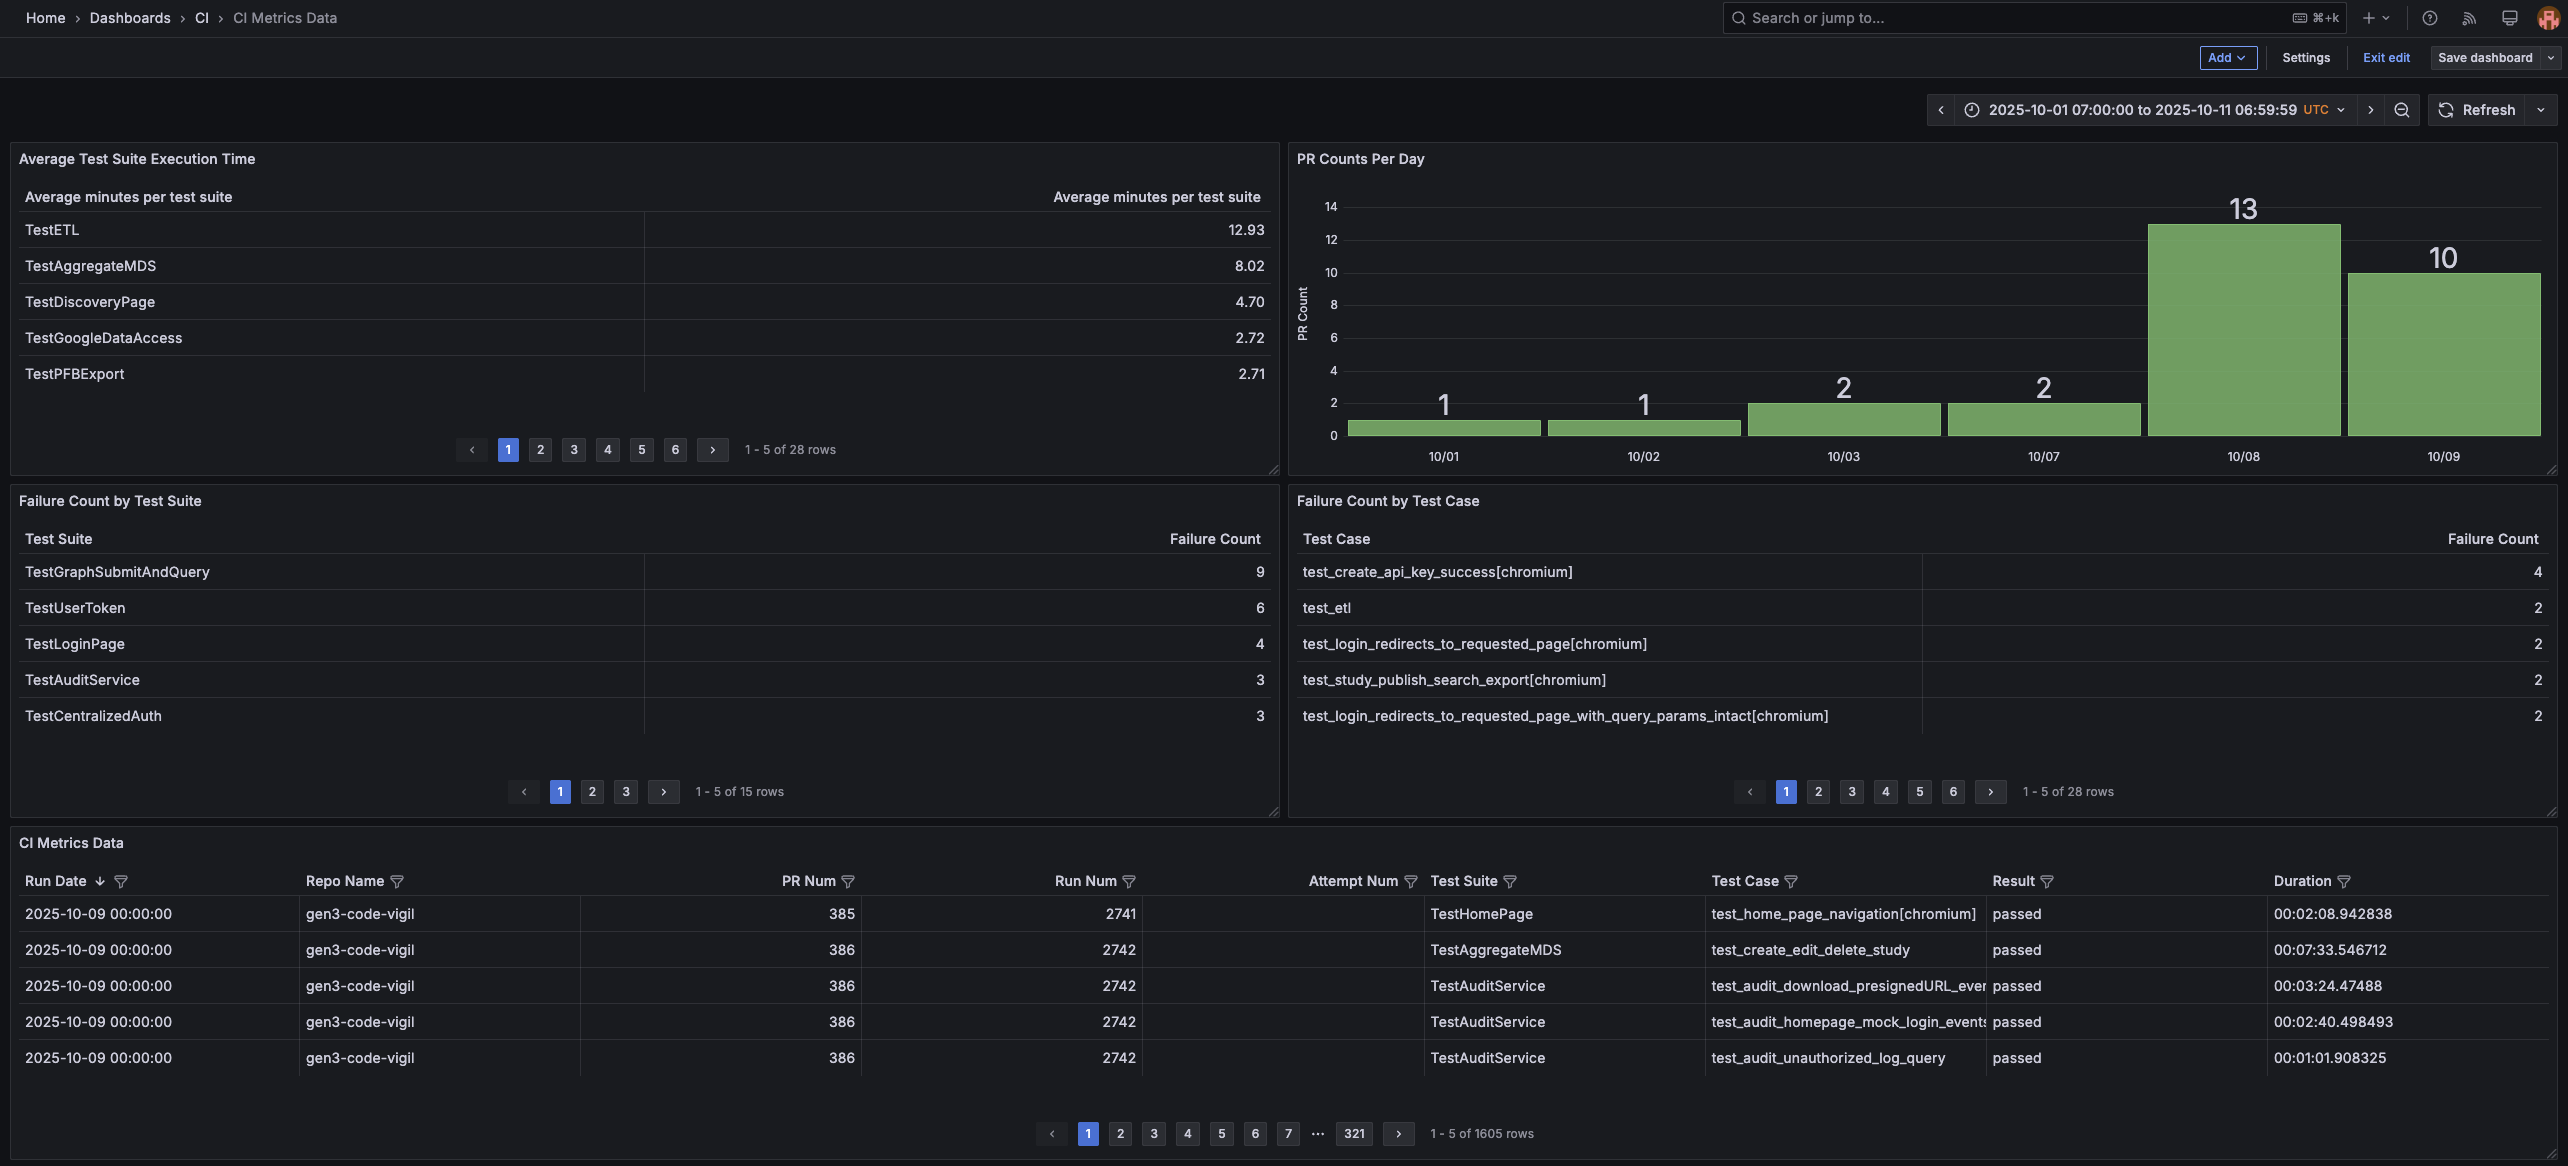 Home › Dashboards › CI › CI Metrics Data
Search or jump to...
⌘+k
Add
Settings
Exit edit
Save dashboard
2025-10-01 07:00:00 to 2025-10-11 06:59:59 UTC
Refresh
Average Test Suite Execution Time
Average minutes per test suite Average minutes per test suite
TestETL 12.93
TestAggregateMDS 8.02
TestDiscoveryPage 4.70
TestGoogleDataAccess 2.72
TestPFBExport 2.71
‹ 1 2 3 4 5 6 › 1 - 5 of 28 rows
PR Counts Per Day
PR Count
14
12
10
8
6
4
2
0
1 1 2 2 13 10
10/01 10/02 10/03 10/07 10/08 10/09
Failure Count by Test Suite
Test Suite Failure Count
TestGraphSubmitAndQuery 9
TestUserToken 6
TestLoginPage 4
TestAuditService 3
TestCentralizedAuth 3
‹ 1 2 3 › 1 - 5 of 15 rows
Failure Count by Test Case
Test Case Failure Count
test_create_api_key_success[chromium] 4
test_etl 2
test_login_redirects_to_requested_page[chromium] 2
test_study_publish_search_export[chromium] 2
test_login_redirects_to_requested_page_with_query_params_intact[chromium] 2
‹ 1 2 3 4 5 6 › 1 - 5 of 28 rows
CI Metrics Data
Run Date Repo Name PR Num Run Num Attempt Num Test Suite Test Case Result Duration
2025-10-09 00:00:00 gen3-code-vigil 385 2741 TestHomePage test_home_page_navigation[chromium] passed 00:02:08.942838
2025-10-09 00:00:00 gen3-code-vigil 386 2742 TestAggregateMDS test_create_edit_delete_study passed 00:07:33.546712
2025-10-09 00:00:00 gen3-code-vigil 386 2742 TestAuditService test_audit_download_presignedURL_ever passed 00:03:24.47488
2025-10-09 00:00:00 gen3-code-vigil 386 2742 TestAuditService test_audit_homepage_mock_login_events passed 00:02:40.498493
2025-10-09 00:00:00 gen3-code-vigil 386 2742 TestAuditService test_audit_unauthorized_log_query passed 00:01:01.908325
‹ 1 2 3 4 5 6 7 ··· 321 › 1 - 5 of 1605 rows